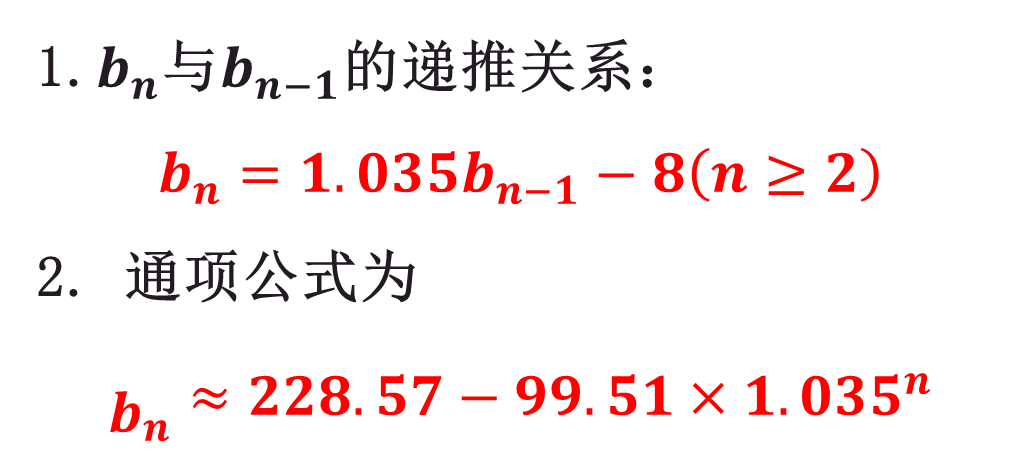 1. bₙ与bₙ₋₁的递推关系：
bₙ = 1.035bₙ₋₁ − 8(n ≥ 2)
2. 通项公式为
bₙ ≈ 228.57 − 99.51 × 1.035ⁿ